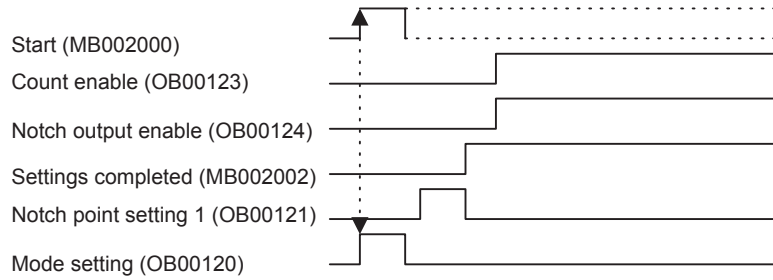 Start (MB002000)
Count enable (OB00123)
Notch output enable (OB00124)
Settings completed (MB002002)
Notch point setting 1 (OB00121)
Mode setting (OB00120)